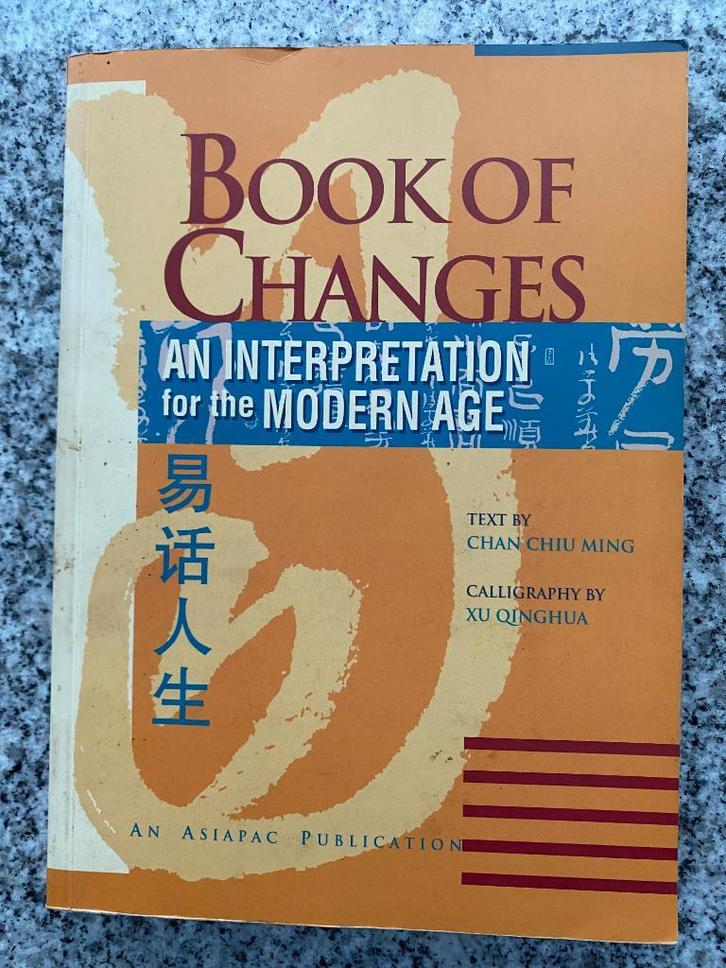 BOOK OF
CHANGES
AN INTERPRETATION
for the MODERN AGE
易话人生
TEXT BY
CHAN CHIU MING
CALLIGRAPHY BY
XU QINGHUA
AN ASIAPAC PUBLICATION